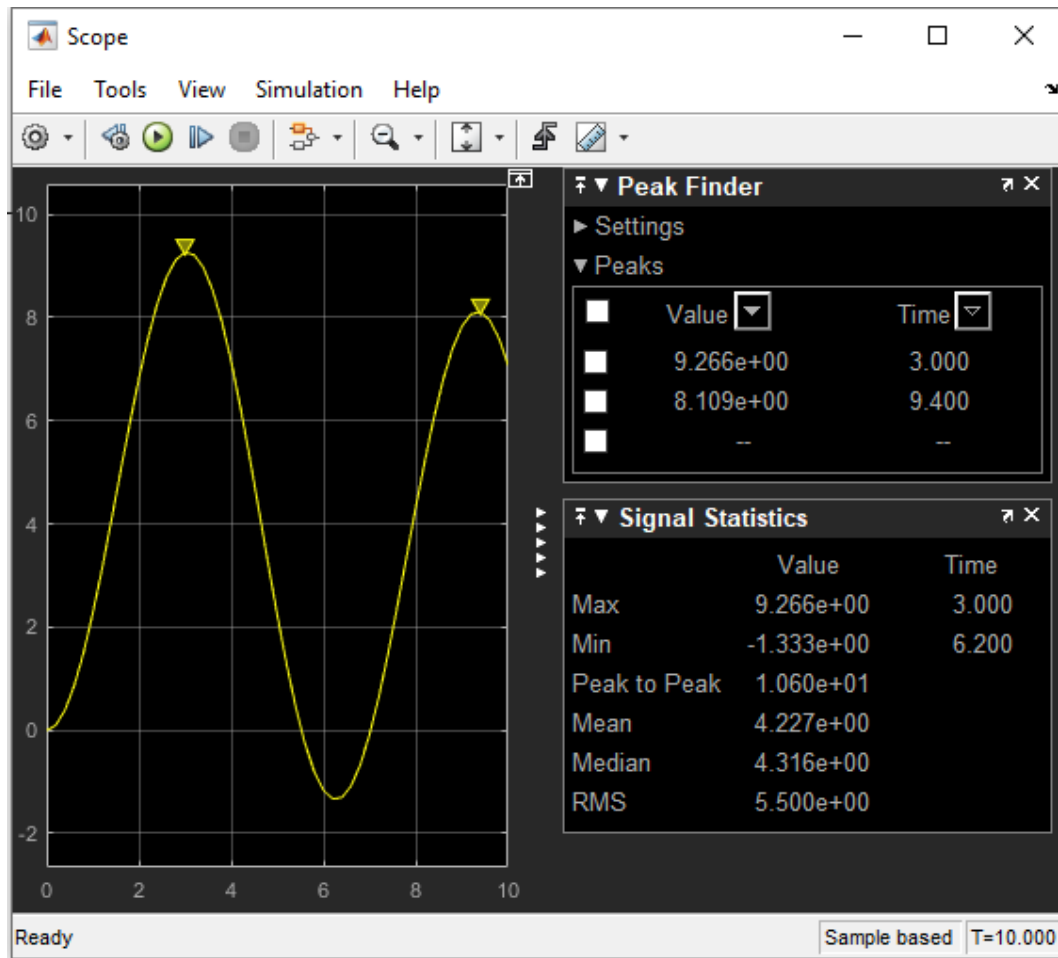 Scope
File Tools View Simulation Help
10
8
6
4
2
0
-2
0 2 4 6 8 10
Peak Finder
Settings
Peaks
Value Time
9.266e+00 3.000
8.109e+00 9.400
-- --
Signal Statistics
Value Time
Max 9.266e+00 3.000
Min -1.333e+00 6.200
Peak to Peak 1.060e+01
Mean 4.227e+00
Median 4.316e+00
RMS 5.500e+00
Ready Sample based T=10.000